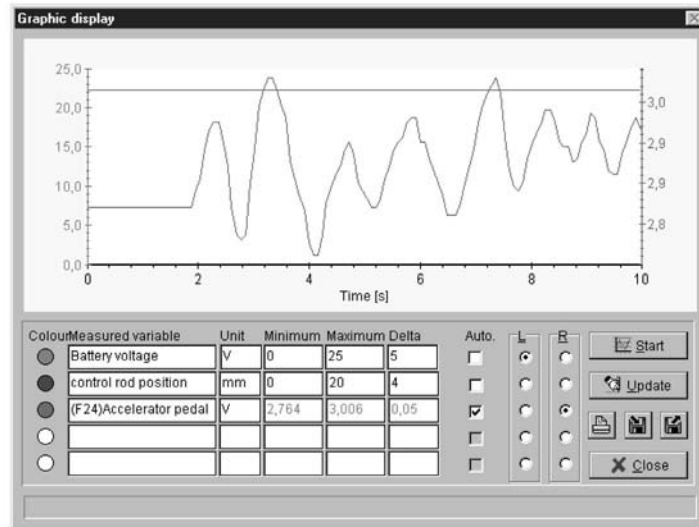 Graphic display
25,0
20,0
15,0
10,0
5,0
0,0
3,0
2,9
2,9
2,8
0 2 4 6 8 10
Time [s]
Colour Measured variable Unit Minimum Maximum Delta Auto. L R
Battery voltage V 0 25 5
control rod position mm 0 20 4
(F24)Accelerator pedal V 2,764 3,006 0,05
Start
Update
Close